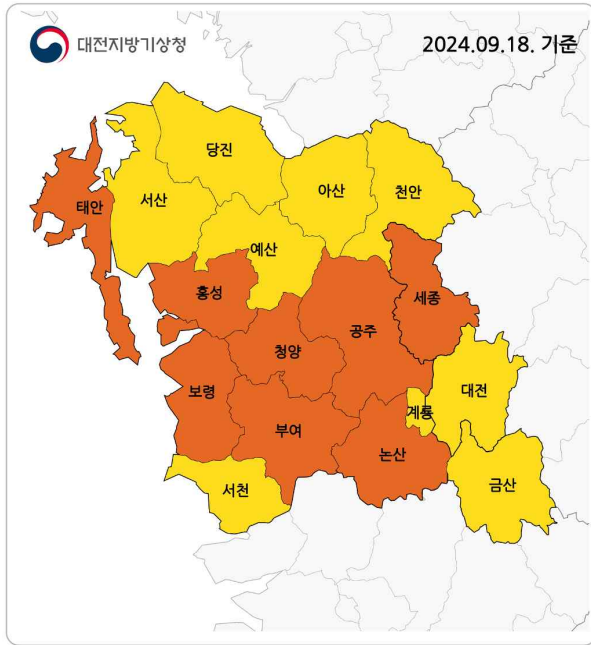 대전지방기상청
2024.09.18. 기준
당진
아산
천안
서산
태안
예산
홍성
세종
공주
청양
보령
대전
계룡
부여
논산
금산
서천